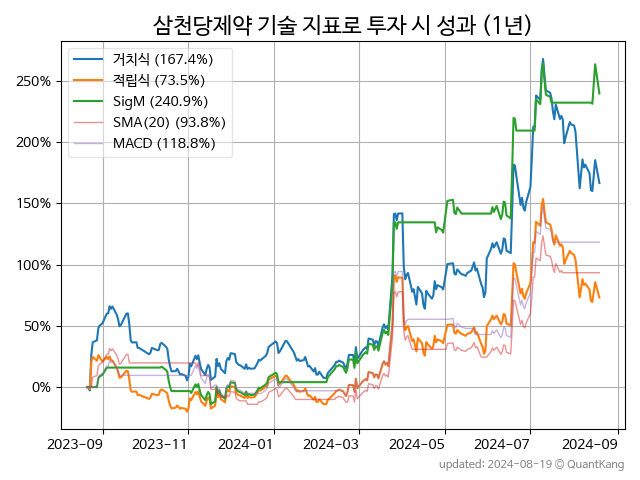 삼천당제약 기술 지표로 투자 시 성과 (1년)
거치식 (167.4%)
적립식 (73.5%)
SigM (240.9%)
SMA(20) (93.8%)
MACD (118.8%)
250%
200%
150%
100%
50%
0%
2023-09 2023-11 2024-01 2024-03 2024-05 2024-07 2024-09
updated: 2024-08-19 © QuantKang